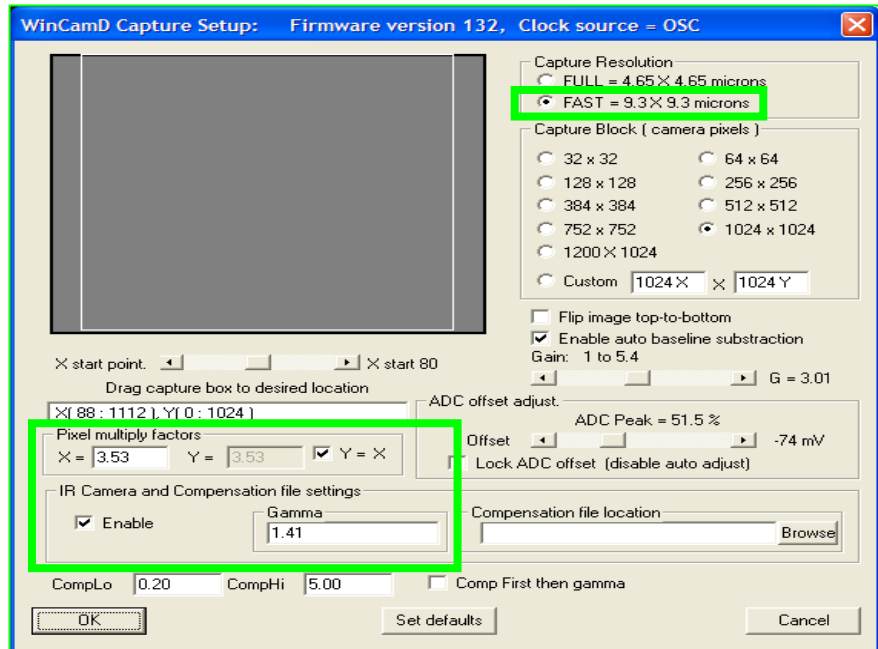 WinCamD Capture Setup: Firmware version 132, Clock source = OSC
Capture Resolution
FULL = 4.65 X 4.65 microns
FAST = 9.3 X 9.3 microns
Capture Block ( camera pixels )
32 x 32 64 x 64
128 x 128 256 x 256
384 x 384 512 x 512
752 x 752 1024 x 1024
1200 X 1024
Custom 1024 X X 1024 Y
Flip image top-to-bottom
Enable auto baseline substraction
Gain: 1 to 5.4
G = 3.01
X start point. X start 80
Drag capture box to desired location
X( 88 : 1112 ), Y( 0 : 1024 )
ADC offset adjust.
ADC Peak = 51.5 %
Offset -74 mV
Lock ADC offset (disable auto adjust)
Pixel multiply factors
X = 3.53 Y = 3.53 Y = X
IR Camera and Compensation file settings
Enable
Gamma
1.41
Compensation file location
Browse
CompLo 0.20 CompHi 5.00 Comp First then gamma
OK Set defaults Cancel